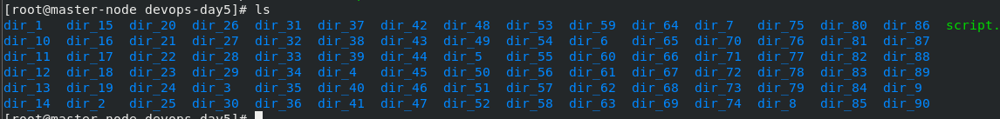 [root@master-node devops-day5]# ls
dir_1 dir_15 dir_20 dir_26 dir_31 dir_37 dir_42 dir_48 dir_53 dir_59 dir_64 dir_7 dir_75 dir_80 dir_86 script.
dir_10 dir_16 dir_21 dir_27 dir_32 dir_38 dir_43 dir_49 dir_54 dir_6 dir_65 dir_70 dir_76 dir_81 dir_87
dir_11 dir_17 dir_22 dir_28 dir_33 dir_39 dir_44 dir_5 dir_55 dir_60 dir_66 dir_71 dir_77 dir_82 dir_88
dir_12 dir_18 dir_23 dir_29 dir_34 dir_4 dir_45 dir_50 dir_56 dir_61 dir_67 dir_72 dir_78 dir_83 dir_89
dir_13 dir_19 dir_24 dir_3 dir_35 dir_40 dir_46 dir_51 dir_57 dir_62 dir_68 dir_73 dir_79 dir_84 dir_9
dir_14 dir_2 dir_25 dir_30 dir_36 dir_41 dir_47 dir_52 dir_58 dir_63 dir_69 dir_74 dir_8 dir_85 dir_90
[root@master-node devops-day5]#